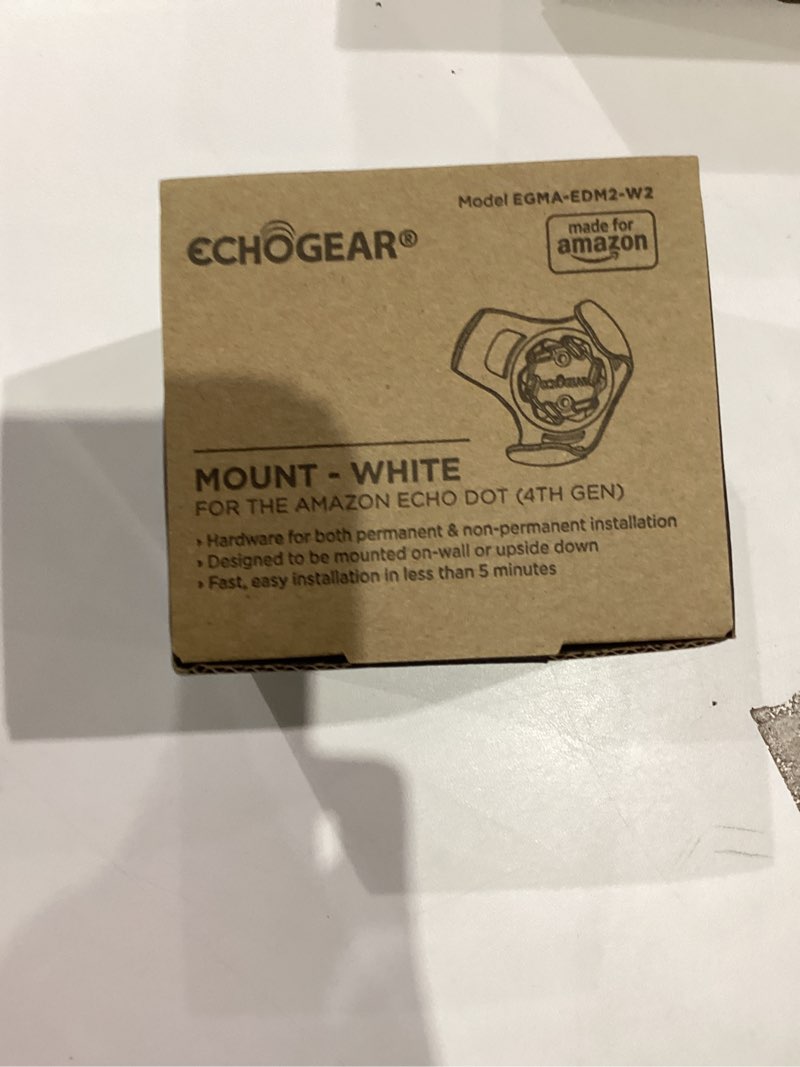 Model EGMA-EDM2-W2
ECHOGEAR®
made for
amazon
echogear
MOUNT - WHITE
FOR THE AMAZON ECHO DOT (4TH GEN)
› Hardware for both permanent & non-permanent installation
› Designed to be mounted on-wall or upside down
› Fast, easy installation in less than 5 minutes